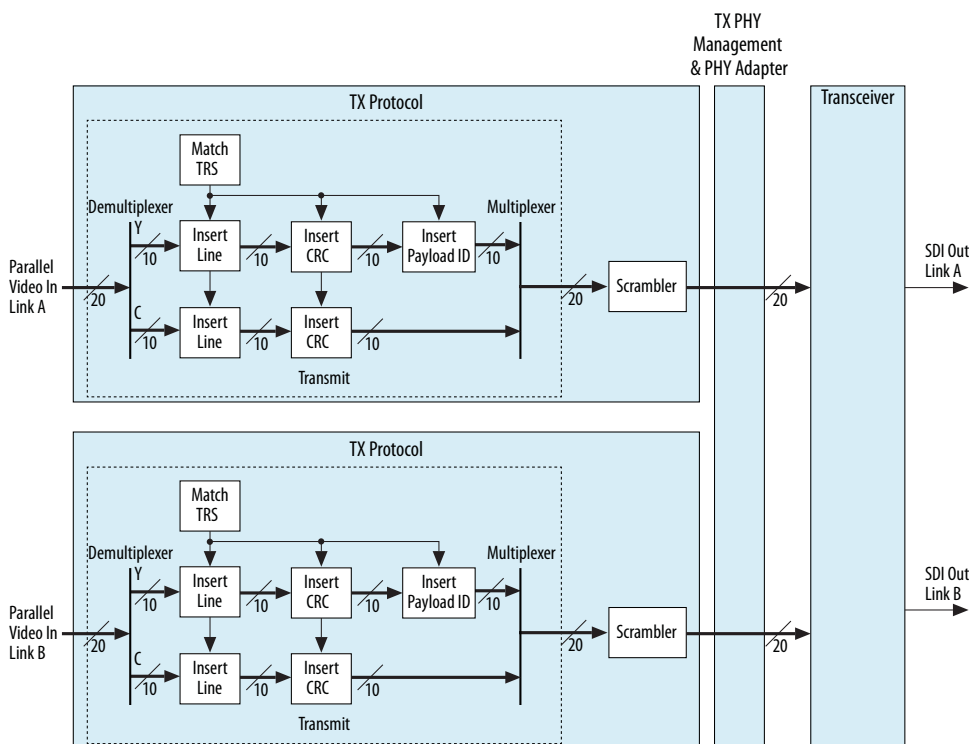 TX PHY
Management
& PHY Adapter
TX Protocol
Transceiver
Match
TRS
Demultiplexer
Multiplexer
Y
10
Insert
Line
10
Insert
CRC
10
Insert
Payload ID
10
Parallel
Video In
Link A
20
20
Scrambler
20
SDI Out
Link A
C
10
Insert
Line
10
Insert
CRC
10
Transmit
TX Protocol
Match
TRS
Demultiplexer
Multiplexer
Y
10
Insert
Line
10
Insert
CRC
10
Insert
Payload ID
10
SDI Out
Link B
Parallel
Video In
Link B
20
20
Scrambler
20
C
10
Insert
Line
10
Insert
CRC
10
Transmit